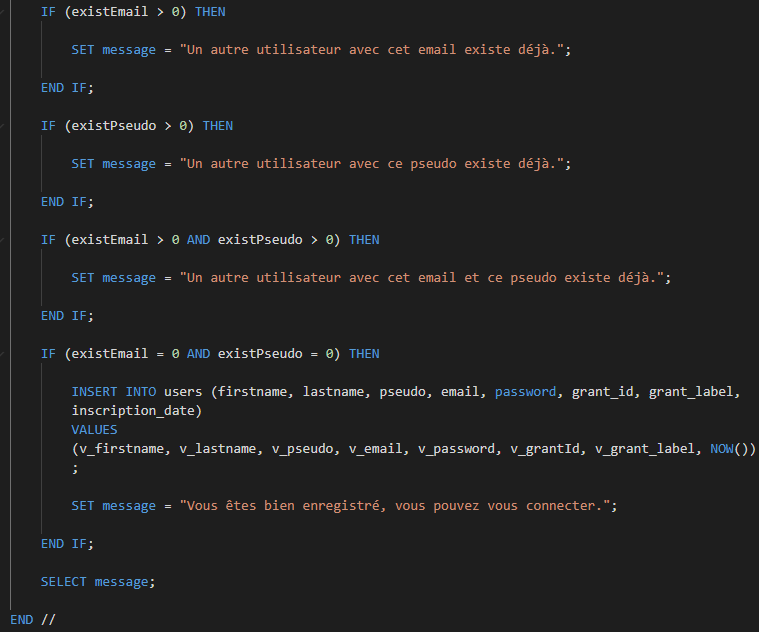 IF (existEmail > 0) THEN
SET message = "Un autre utilisateur avec cet email existe déjà.";
END IF;
IF (existPseudo > 0) THEN
SET message = "Un autre utilisateur avec ce pseudo existe déjà.";
END IF;
IF (existEmail > 0 AND existPseudo > 0) THEN
SET message = "Un autre utilisateur avec cet email et ce pseudo existe déjà.";
END IF;
IF (existEmail = 0 AND existPseudo = 0) THEN
INSERT INTO users (firstname, lastname, pseudo, email, password, grant_id, grant_label,
inscription_date)
VALUES
(v_firstname, v_lastname, v_pseudo, v_email, v_password, v_grantId, v_grant_label, NOW())
;
SET message = "Vous êtes bien enregistré, vous pouvez vous connecter.";
END IF;
SELECT message;
END //